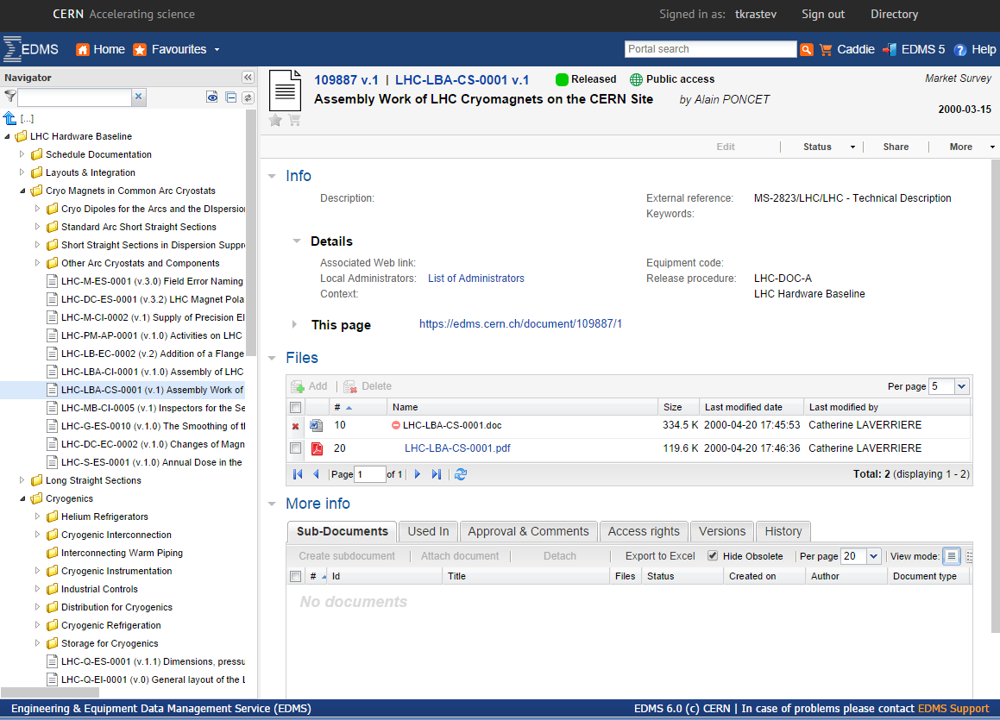 CERN Accelerating science
Signed in as: tkrastev Sign out Directory
EDMS Home Favourites
Portal search Caddie EDMS 5 Help
Navigator
[...]
LHC Hardware Baseline
Schedule Documentation
Layouts & Integration
Cryo Magnets in Common Arc Cryostats
Cryo Dipoles for the Arcs and the DIspersio
Standard Arc Short Straight Sections
Short Straight Sections in Dispersion Suppr
Other Arc Cryostats and Components
LHC-M-ES-0001 (v.3.0) Field Error Naming
LHC-DC-ES-0001 (v.3.2) LHC Magnet Pola
LHC-M-CI-0002 (v.1) Supply of Precision El
LHC-PM-AP-0001 (v.1.0) Activities on LHC
LHC-LB-EC-0002 (v.2) Addition of a Flange
LHC-LBA-CI-0001 (v.1.0) Assembly of LHC
LHC-LBA-CS-0001 (v.1) Assembly Work of
LHC-MB-CI-0005 (v.1) Inspectors for the Se
LHC-G-ES-0010 (v.1.0) The Smoothing of t
LHC-DC-EC-0002 (v.1.0) Changes of Magn
LHC-S-ES-0001 (v.1.0) Annual Dose in the
Long Straight Sections
Cryogenics
Helium Refrigerators
Cryogenic Interconnection
Interconnecting Warm Piping
Cryogenic Instrumentation
Industrial Controls
Distribution for Cryogenics
Cryogenic Refrigeration
Storage for Cryogenics
LHC-Q-ES-0001 (v.1.1) Dimensions, pressu
LHC-Q-EI-0001 (v.0) General layout of the L
109887 v.1 | LHC-LBA-CS-0001 v.1 Released Public access
Market Survey
Assembly Work of LHC Cryomagnets on the CERN Site by Alain PONCET
2000-03-15
Edit Status Share More
Info
Description:
External reference: MS-2823/LHC/LHC - Technical Description
Keywords:
Details
Associated Web link:
Equipment code:
Local Administrators: List of Administrators
Release procedure: LHC-DOC-A
Context:
LHC Hardware Baseline
This page https://edms.cern.ch/document/109887/1
Files
Add Delete Per page 5
# Name Size Last modified date Last modified by
10 LHC-LBA-CS-0001.doc 334.5 K 2000-04-20 17:45:53 Catherine LAVERRIERE
20 LHC-LBA-CS-0001.pdf 119.6 K 2000-04-20 17:46:36 Catherine LAVERRIERE
Page 1 of 1 Total: 2 (displaying 1 - 2)
More info
Sub-Documents Used In Approval & Comments Access rights Versions History
Create subdocument Attach document Detach Export to Excel Hide Obsolete Per page 20 View mode:
# Id Title Files Status Created on Author Document type
No documents
Engineering & Equipment Data Management Service (EDMS)
EDMS 6.0 (c) CERN | In case of problems please contact EDMS Support